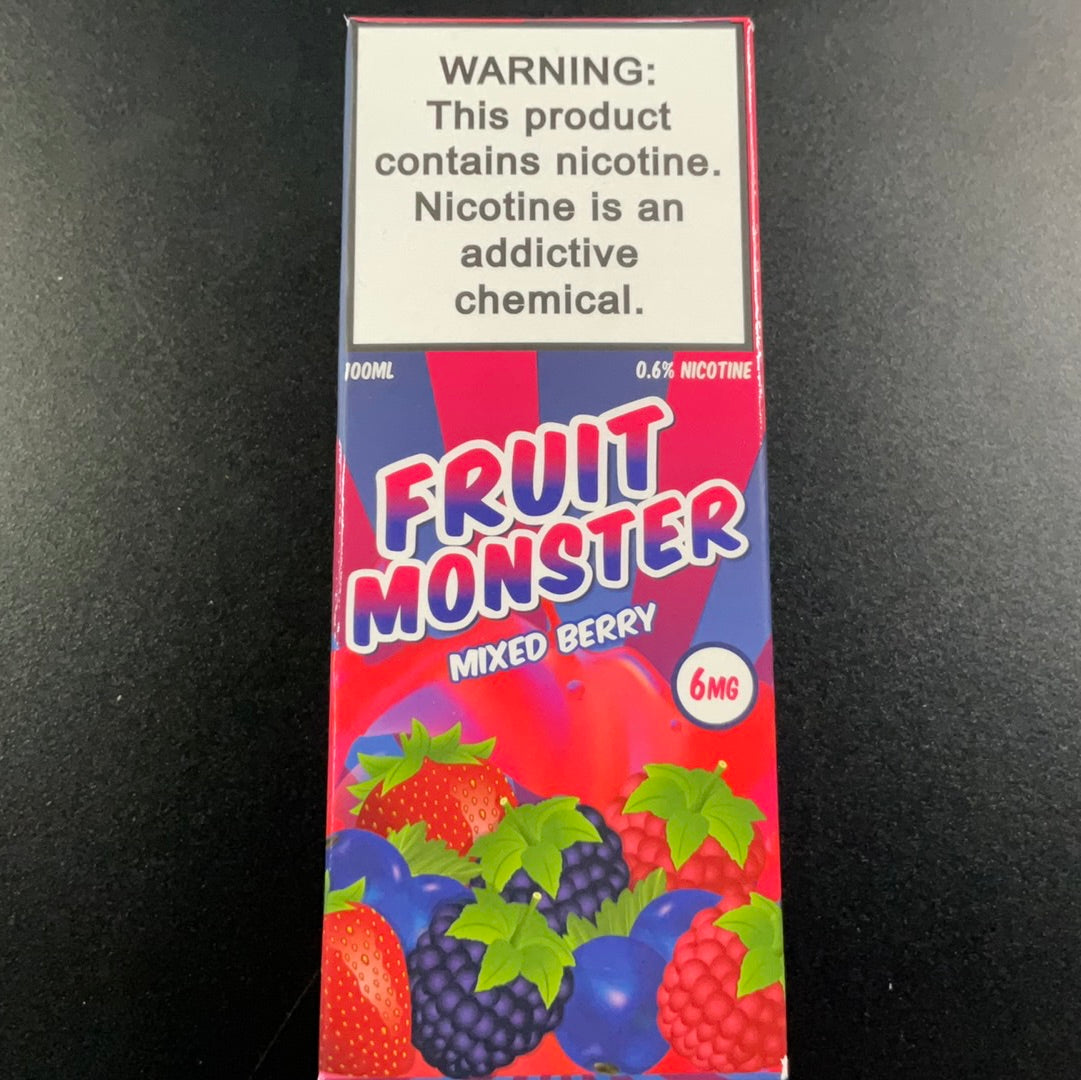 WARNING:
This product
contains nicotine.
Nicotine is an
addictive
chemical.
100ML 0.6% NICOTINE
FRUIT
MONSTER
MIXED BERRY
6MG